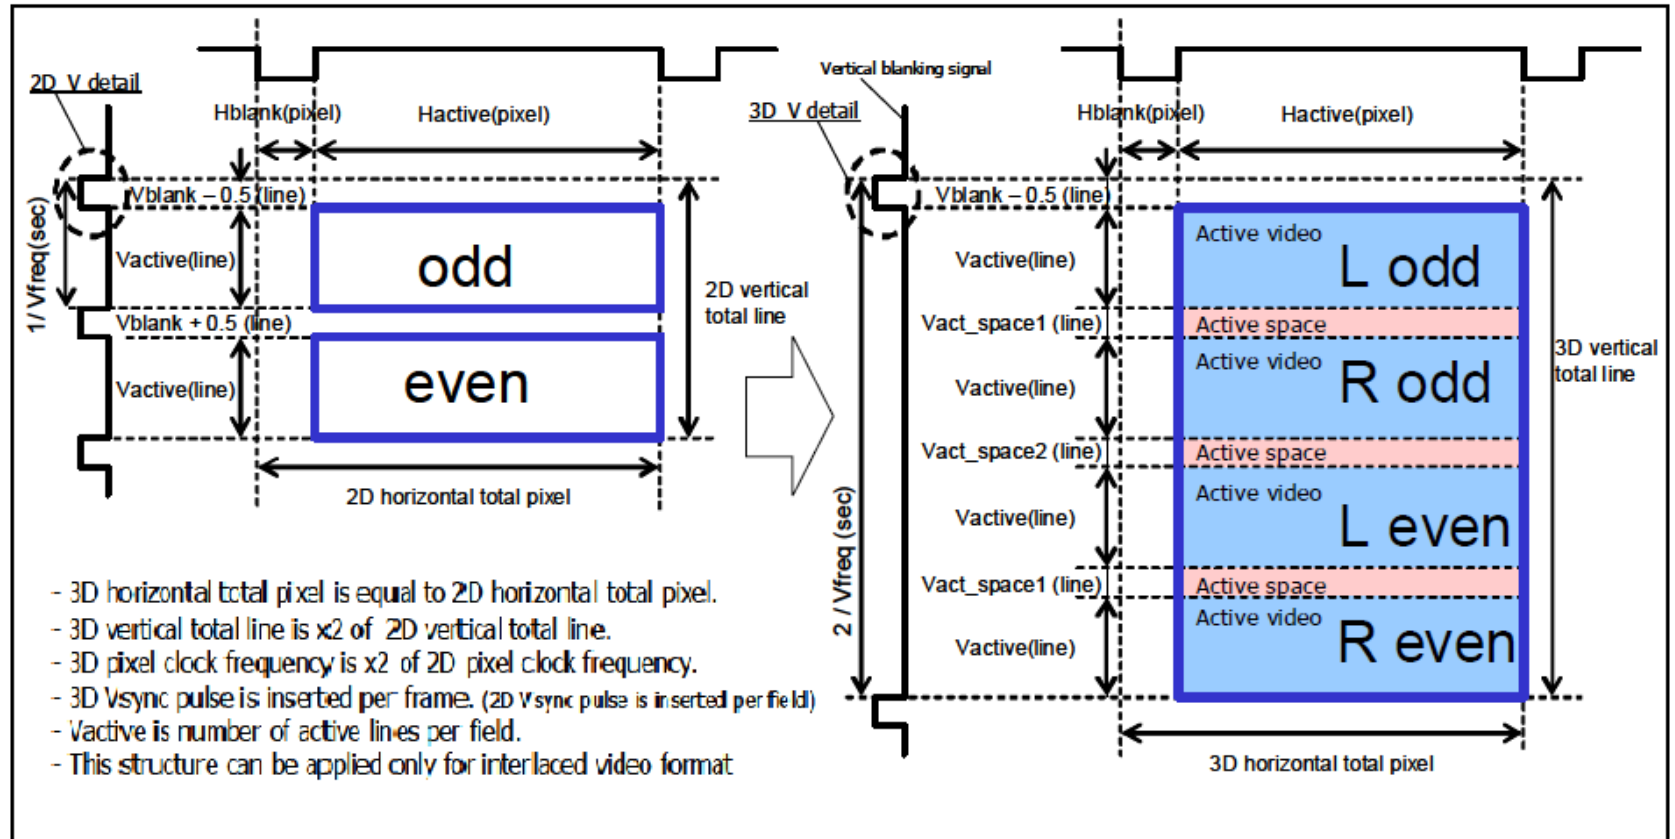 2D V detail
Hblank(pixel)
Hactive(pixel)
Vblank – 0.5 (line)
1/ Vfreq(sec)
Vactive(line)
odd
Vblank + 0.5 (line)
Vactive(line)
even
2D vertical
total line
2D horizontal total pixel
Vertical blanking signal
3D V detail
Hblank(pixel)
Hactive(pixel)
Vblank – 0.5 (line)
Vactive(line)
Active video
L odd
Vact_space1 (line)
Active space
Vactive(line)
Active video
R odd
3D vertical
total line
Vact_space2 (line)
Active space
2 / Vfreq (sec)
Vactive(line)
Active video
L even
Vact_space1 (line)
Active space
Vactive(line)
Active video
R even
3D horizontal total pixel
- 3D horizontal total pixel is equal to 2D horizontal total pixel.
- 3D vertical total line is x2 of 2D vertical total line.
- 3D pixel clock frequency is x2 of 2D pixel clock frequency.
- 3D Vsync pulse is inserted per frame. (2D Vsync pulse is inserted per field)
- Vactive is number of active lines per field.
- This structure can be applied only for interlaced video format